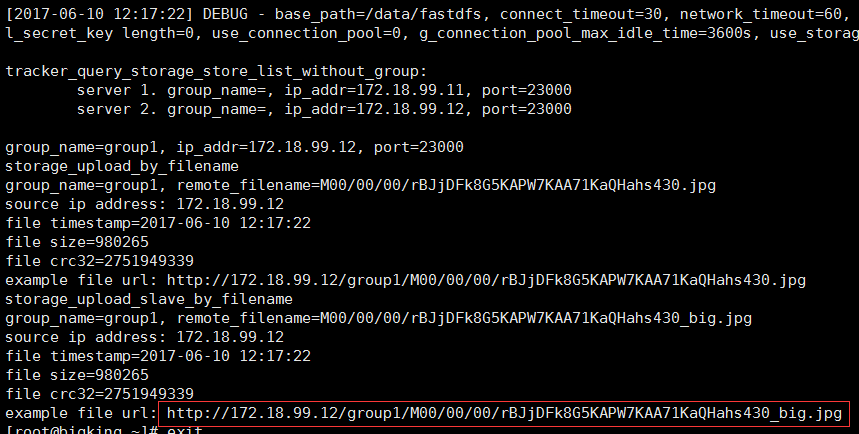 [2017-06-10 12:17:22] DEBUG - base_path=/data/fastdfs, connect_timeout=30, network_timeout=60,
l_secret_key length=0, use_connection_pool=0, g_connection_pool_max_idle_time=3600s, use_storag
tracker_query_storage_store_list_without_group:
server 1. group_name=, ip_addr=172.18.99.11, port=23000
server 2. group_name=, ip_addr=172.18.99.12, port=23000
group_name=group1, ip_addr=172.18.99.12, port=23000
storage_upload_by_filename
group_name=group1, remote_filename=M00/00/00/rBJjDFk8G5KAPW7KAA71KaQHahs430.jpg
source ip address: 172.18.99.12
file timestamp=2017-06-10 12:17:22
file size=980265
file crc32=2751949339
example file url: http://172.18.99.12/group1/M00/00/00/rBJjDFk8G5KAPW7KAA71KaQHahs430.jpg
storage_upload_slave_by_filename
group_name=group1, remote_filename=M00/00/00/rBJjDFk8G5KAPW7KAA71KaQHahs430_big.jpg
source ip address: 172.18.99.12
file timestamp=2017-06-10 12:17:22
file size=980265
file crc32=2751949339
example file url: http://172.18.99.12/group1/M00/00/00/rBJjDFk8G5KAPW7KAA71KaQHahs430_big.jpg
[root@bigking ~]# exit